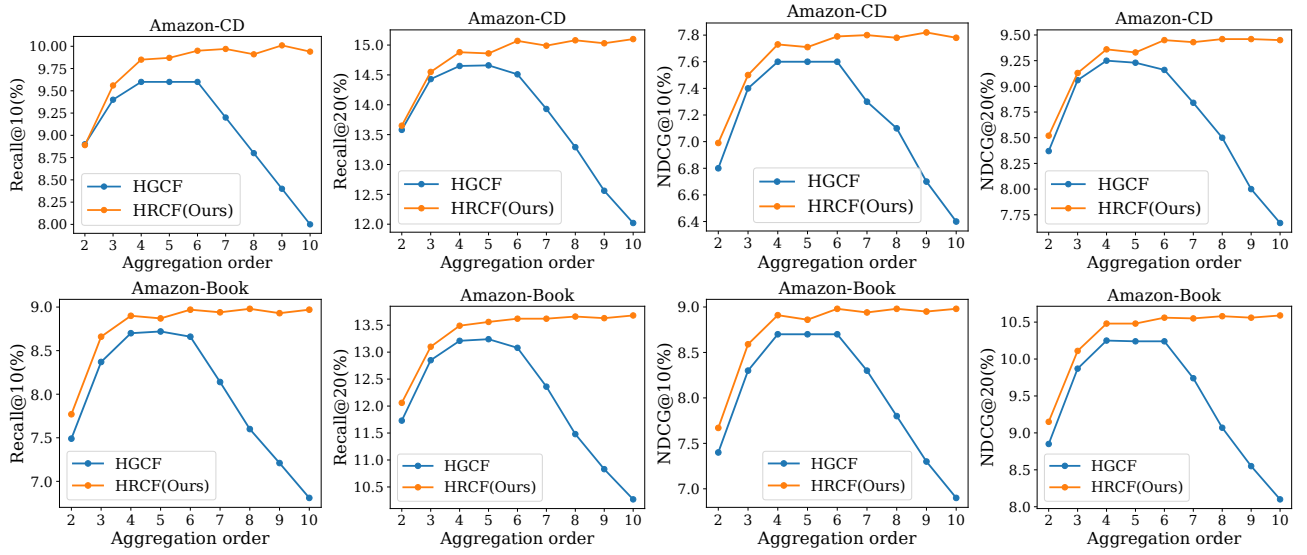 Amazon-CD
Recall@10(%)
10.00
9.75
9.50
9.25
9.00
8.75
8.50
8.25
8.00
HGCF
HRCF(Ours)
2 3 4 5 6 7 8 9 10
Aggregation order
Amazon-CD
Recall@20(%)
15.0
14.5
14.0
13.5
13.0
12.5
12.0
HGCF
HRCF(Ours)
2 3 4 5 6 7 8 9 10
Aggregation order
Amazon-CD
NDCG@10(%)
7.8
7.6
7.4
7.2
7.0
6.8
6.6
6.4
HGCF
HRCF(Ours)
2 3 4 5 6 7 8 9 10
Aggregation order
Amazon-CD
NDCG@20(%)
9.50
9.25
9.00
8.75
8.50
8.25
8.00
7.75
HGCF
HRCF(Ours)
2 3 4 5 6 7 8 9 10
Aggregation order
Amazon-Book
Recall@10(%)
9.0
8.5
8.0
7.5
7.0
HGCF
HRCF(Ours)
2 3 4 5 6 7 8 9 10
Aggregation order
Amazon-Book
Recall@20(%)
13.5
13.0
12.5
12.0
11.5
11.0
10.5
HGCF
HRCF(Ours)
2 3 4 5 6 7 8 9 10
Aggregation order
Amazon-Book
NDCG@10(%)
9.0
8.5
8.0
7.5
7.0
HGCF
HRCF(Ours)
2 3 4 5 6 7 8 9 10
Aggregation order
Amazon-Book
NDCG@20(%)
10.5
10.0
9.5
9.0
8.5
8.0
HGCF
HRCF(Ours)
2 3 4 5 6 7 8 9 10
Aggregation order